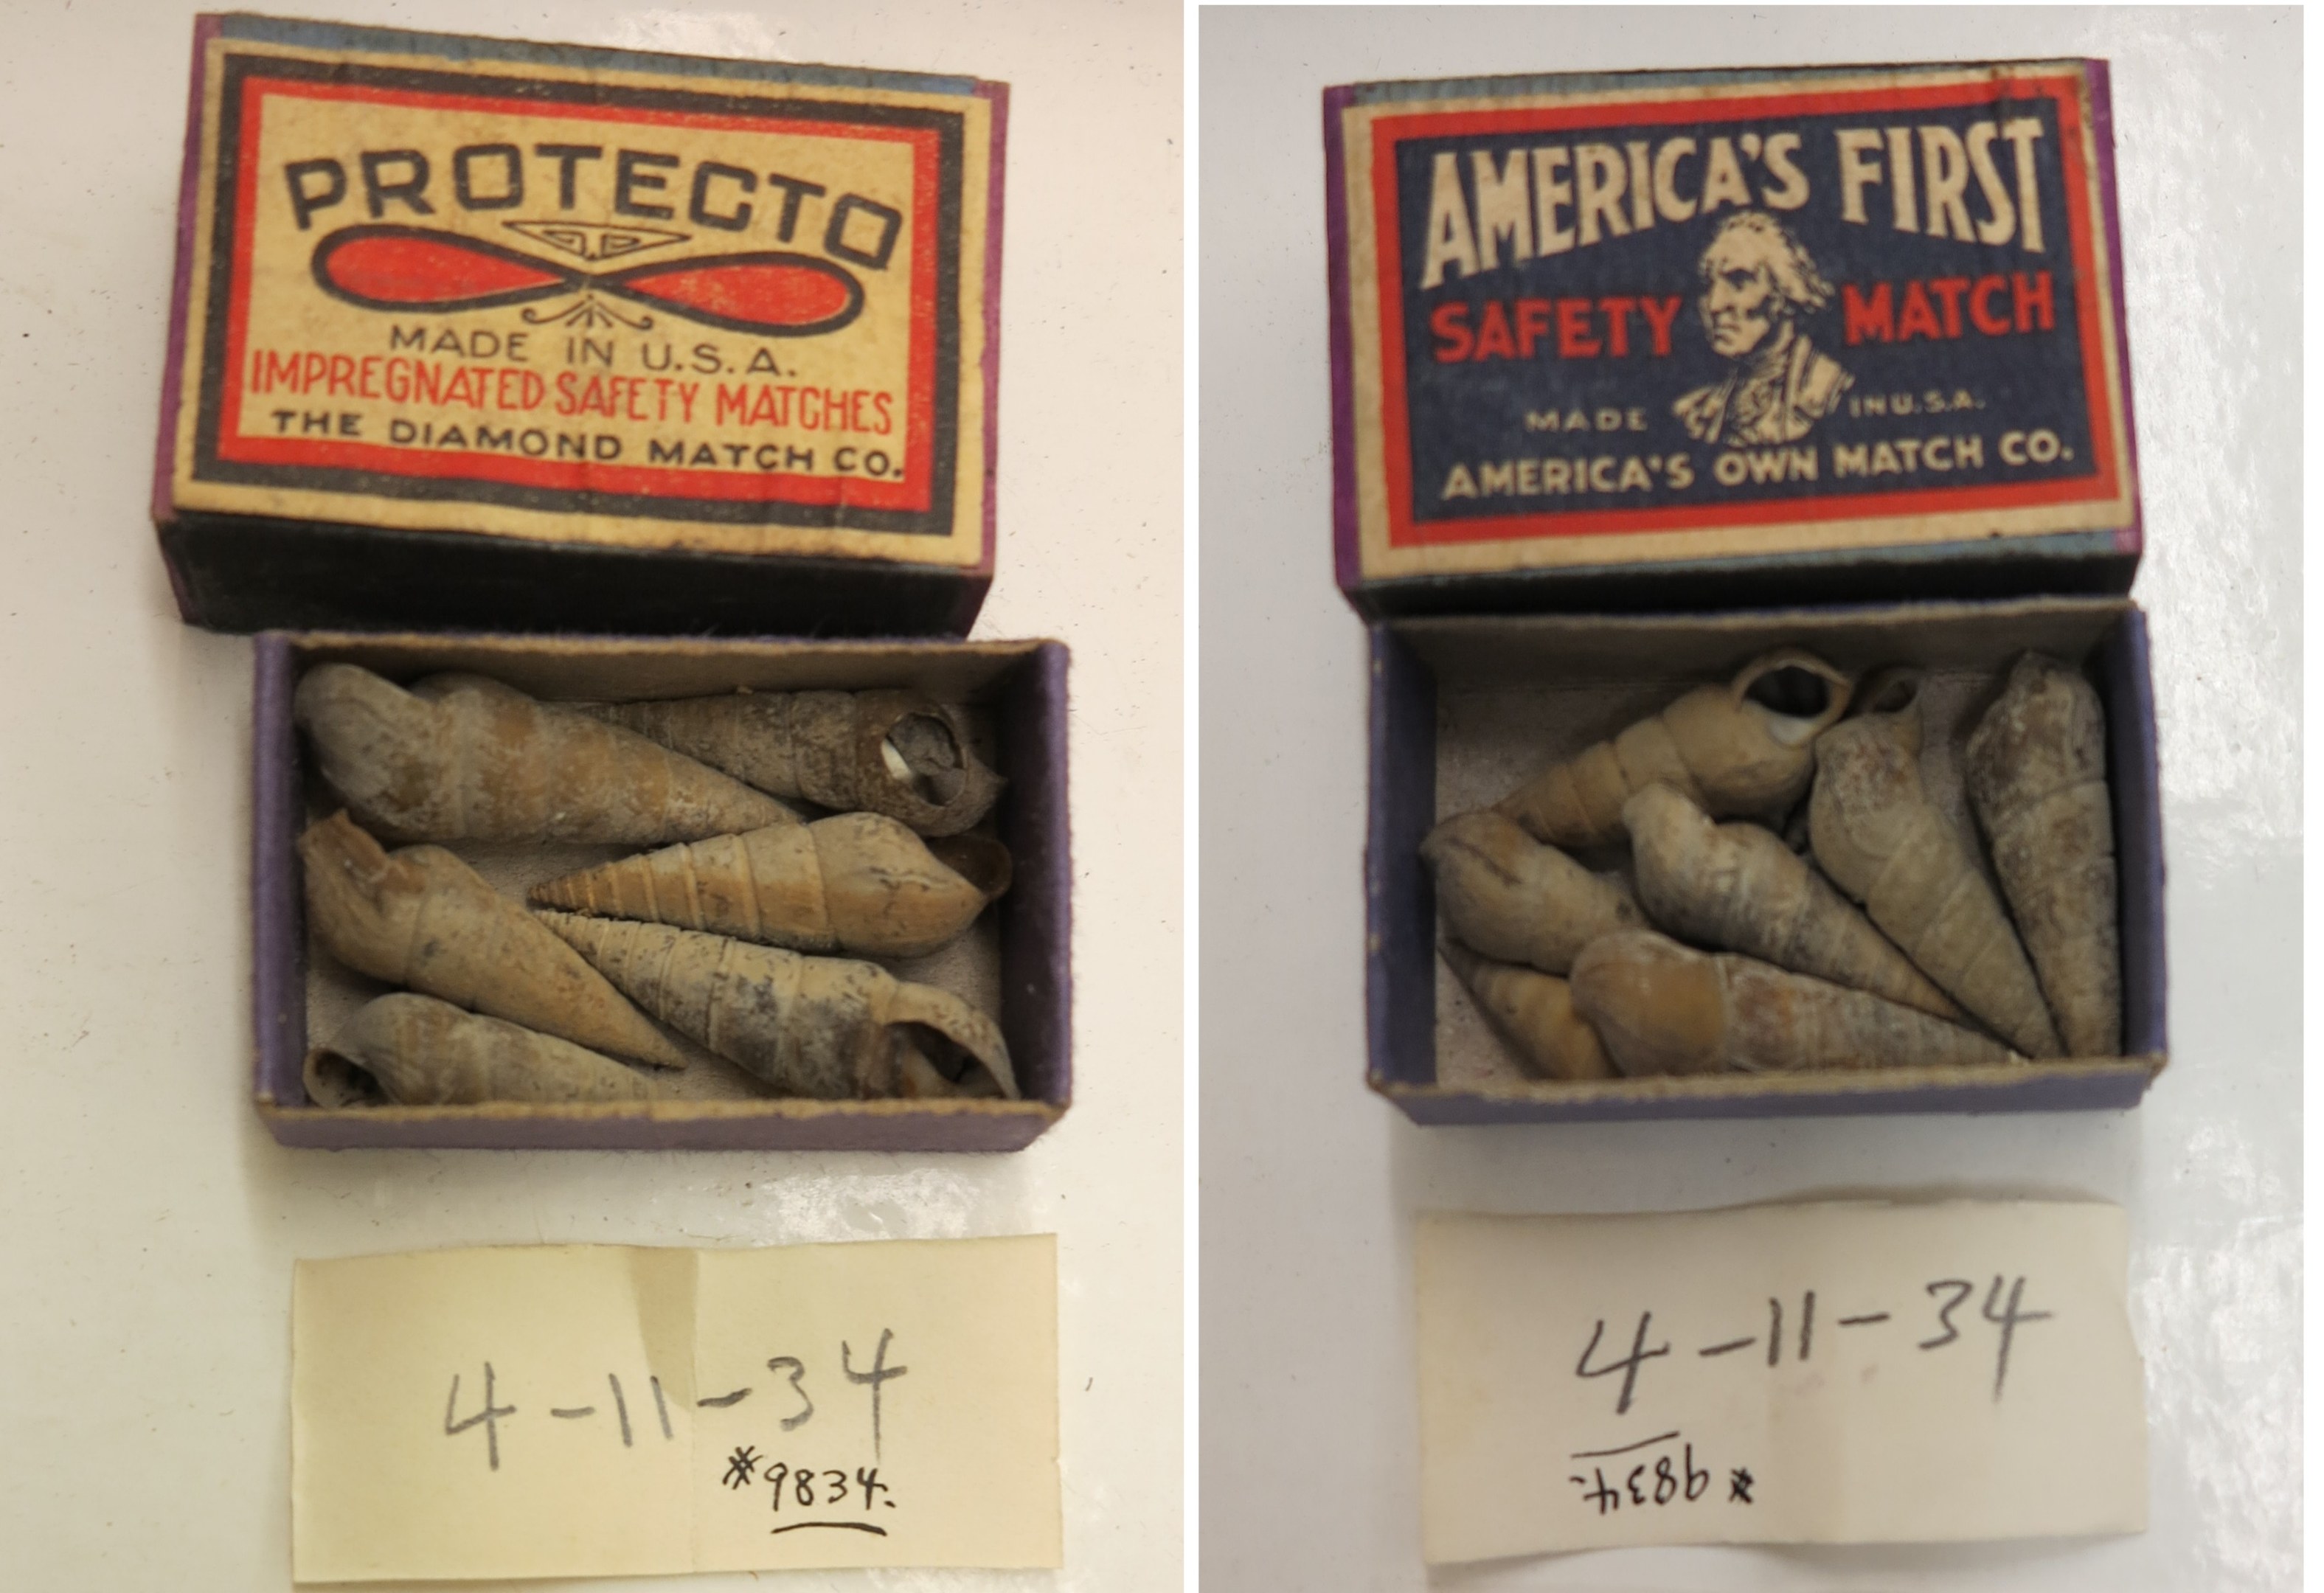 PROTECTO
MADE IN U.S.A.
IMPREGNATED SAFETY MATCHES
THE DIAMOND MATCH CO.
4-11-34
#9834.
AMERICA'S FIRST
SAFETY MATCH
MADE IN U.S.A.
AMERICA'S OWN MATCH CO.
4-11-34
#9834.